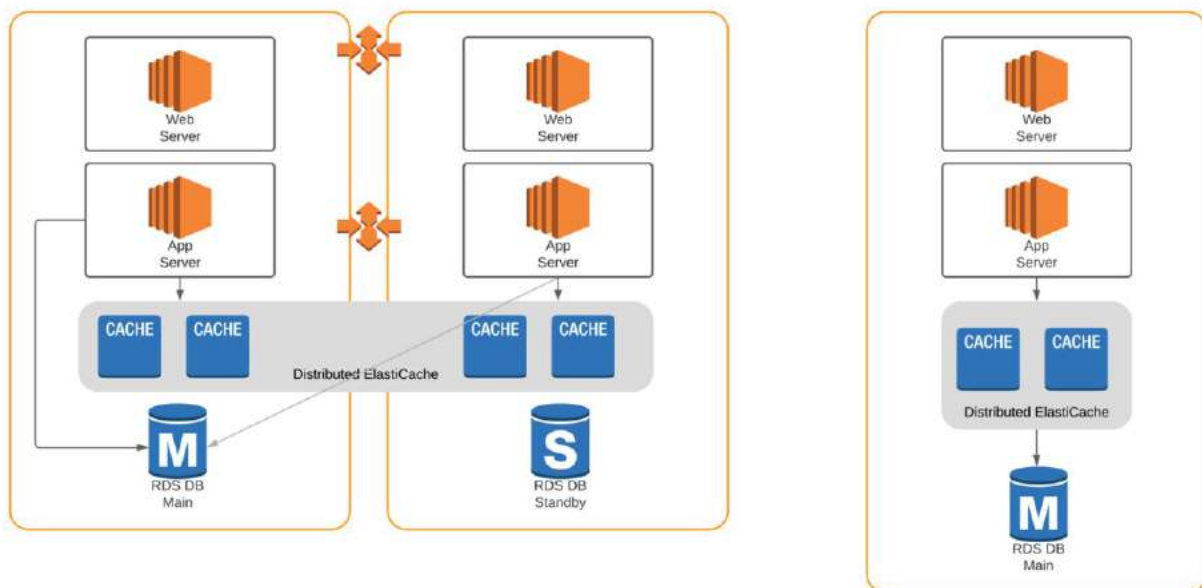 Web
Server
Web
Server
Web
Server
App
Server
App
Server
App
Server
CACHE
CACHE
CACHE
CACHE
Distributed ElastiCache
CACHE
CACHE
Distributed ElastiCache
M
RDS DB
Main
S
RDS DB
Standby
M
RDS DB
Main